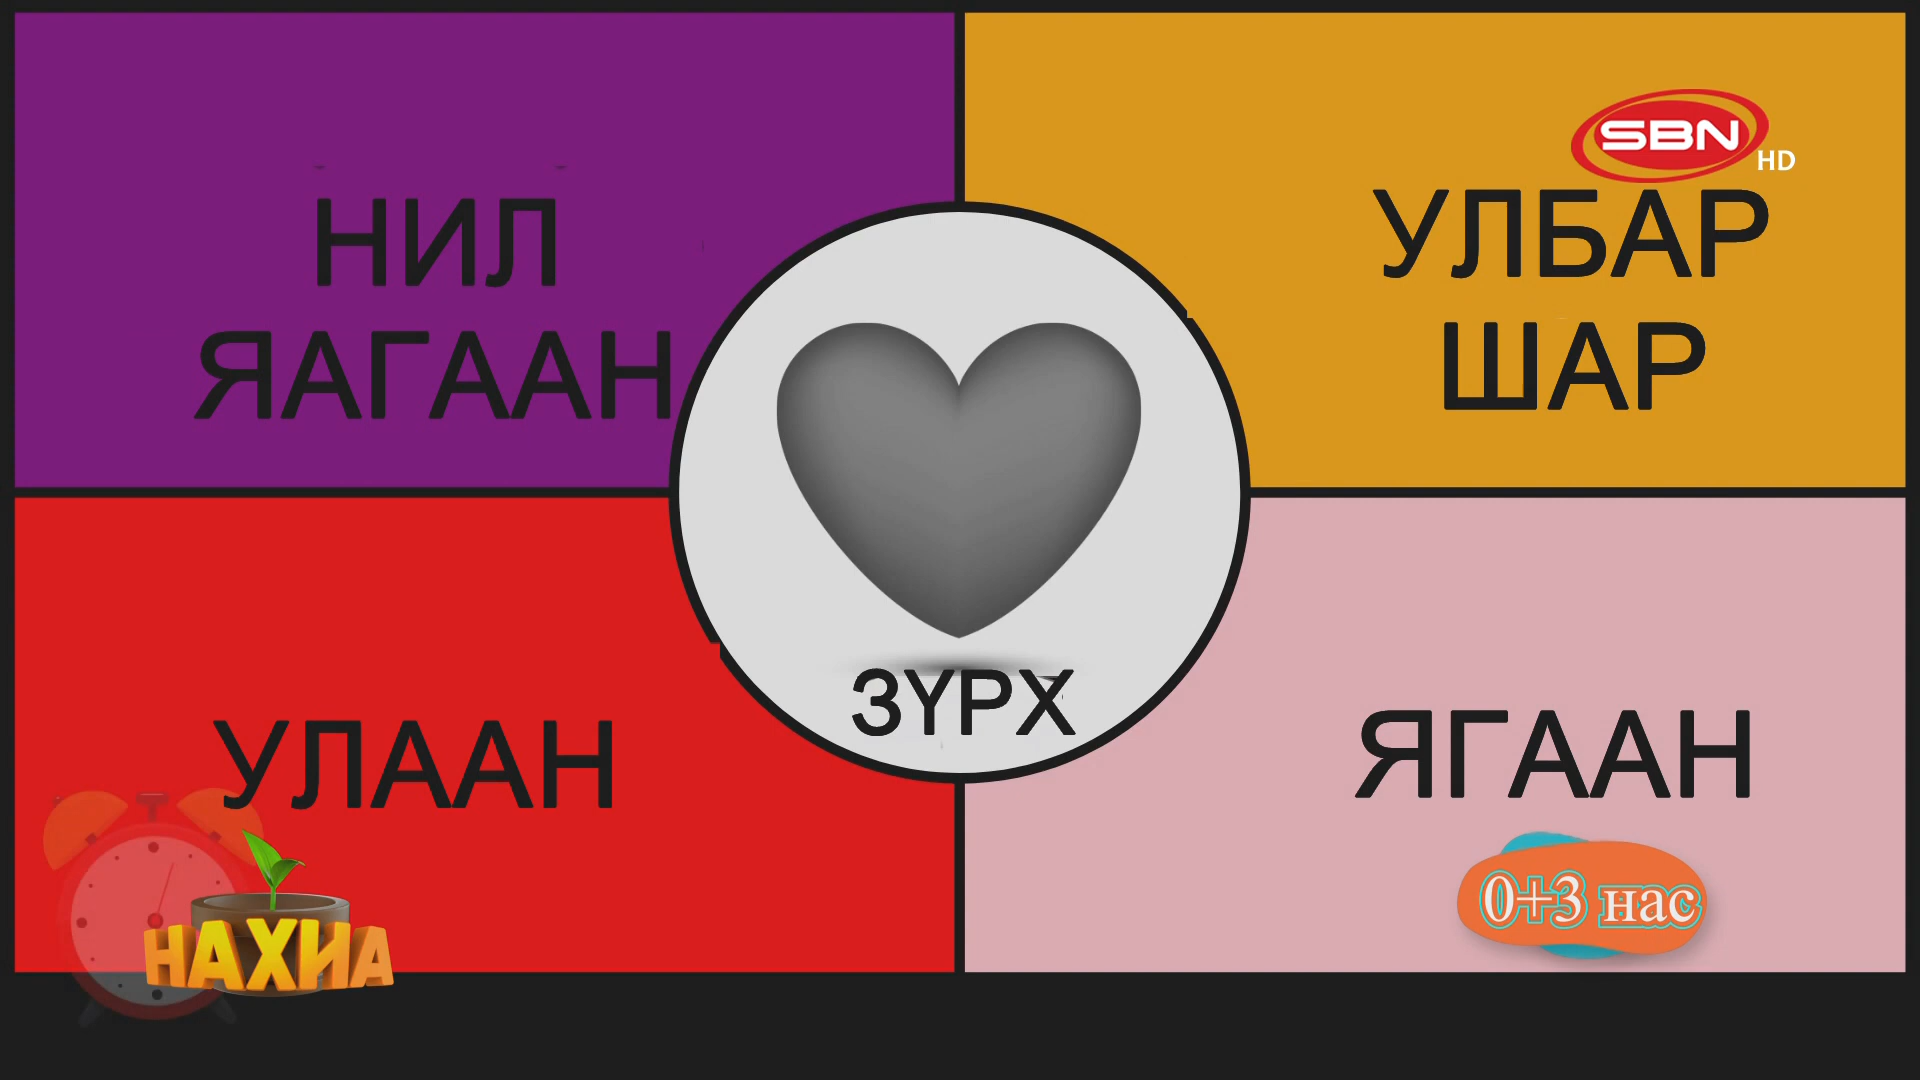 НИЛ
ЯАГААН
SBN HD
УЛБАР
ШАР
ЗҮРХ
УЛААН
ЯГААН
НАХИА
0+3 нас